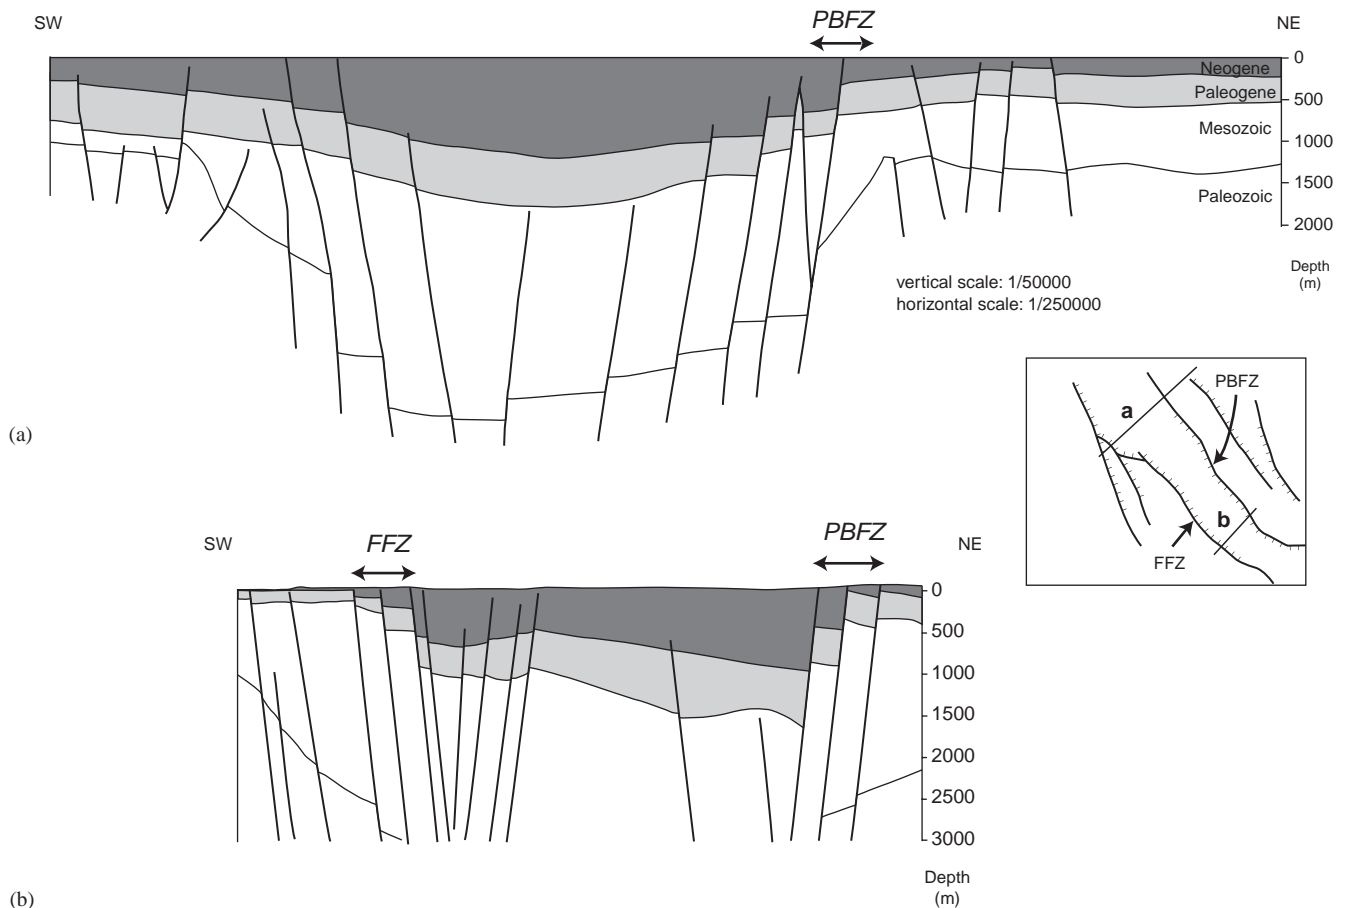 SW
PBFZ
NE
0
Neogene
Paleogene
500
Mesozoic
1000
1500
Paleozoic
2000
Depth
(m)
vertical scale: 1/50000
horizontal scale: 1/250000
(a)
PBFZ
a
b
FFZ
SW
FFZ
PBFZ
NE
0
500
1000
1500
2000
2500
3000
Depth
(m)
(b)